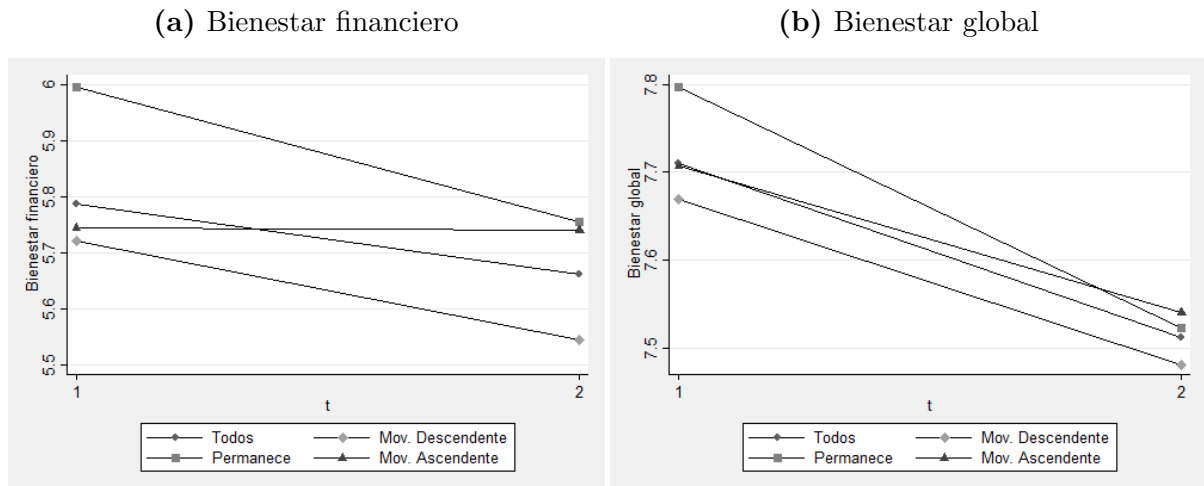 (a) Bienestar financiero
Bienestar financiero
6
5.9
5.8
5.7
5.6
5.5
1
2
t
Todos
Mov. Descendente
Permanece
Mov. Ascendente
(b) Bienestar global
Bienestar global
7.8
7.7
7.6
7.5
1
2
t
Todos
Mov. Descendente
Permanece
Mov. Ascendente